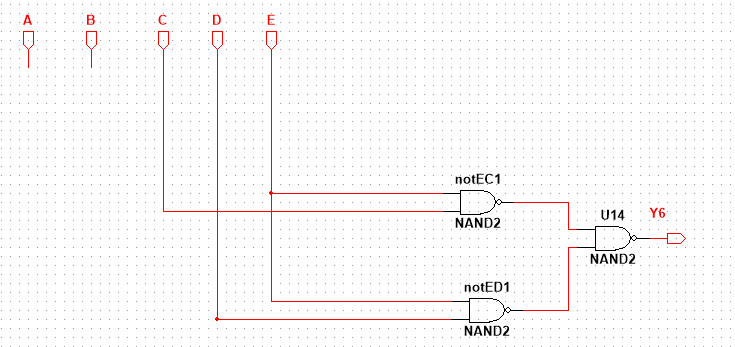 A B C D E
notEC1
NAND2
U14
Y6
NAND2
notED1
NAND2